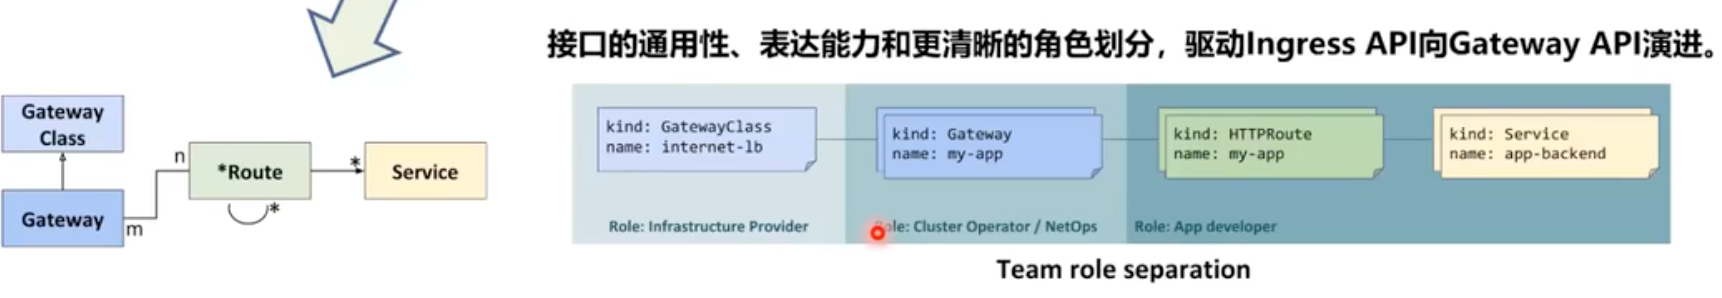 接口的通用性、表达能力和更清晰的角色划分，驱动Ingress API向Gateway API演进。
Gateway
Class
Gateway
m
n
*Route
*
*
Service
kind: GatewayClass
name: internet-lb
kind: Gateway
name: my-app
kind: HTTPRoute
name: my-app
kind: Service
name: app-backend
Role: Infrastructure Provider
Role: Cluster Operator / NetOps
Role: App developer
Team role separation